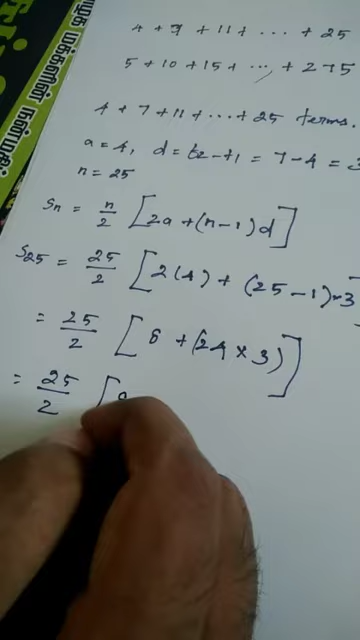 4 + 7 + 11 + ... + 25
5 + 10 + 15 + ... + 275
4 + 7 + 11 + ... + 25 terms.
a = 4, d = t2 - t1 = 7 - 4 = 3
n = 25
Sn = n/2 [2a + (n-1) d]
S25 = 25/2 [2(4) + (25-1) × 3]
= 25/2 [8 + (24 × 3)]
= 25/2 [8